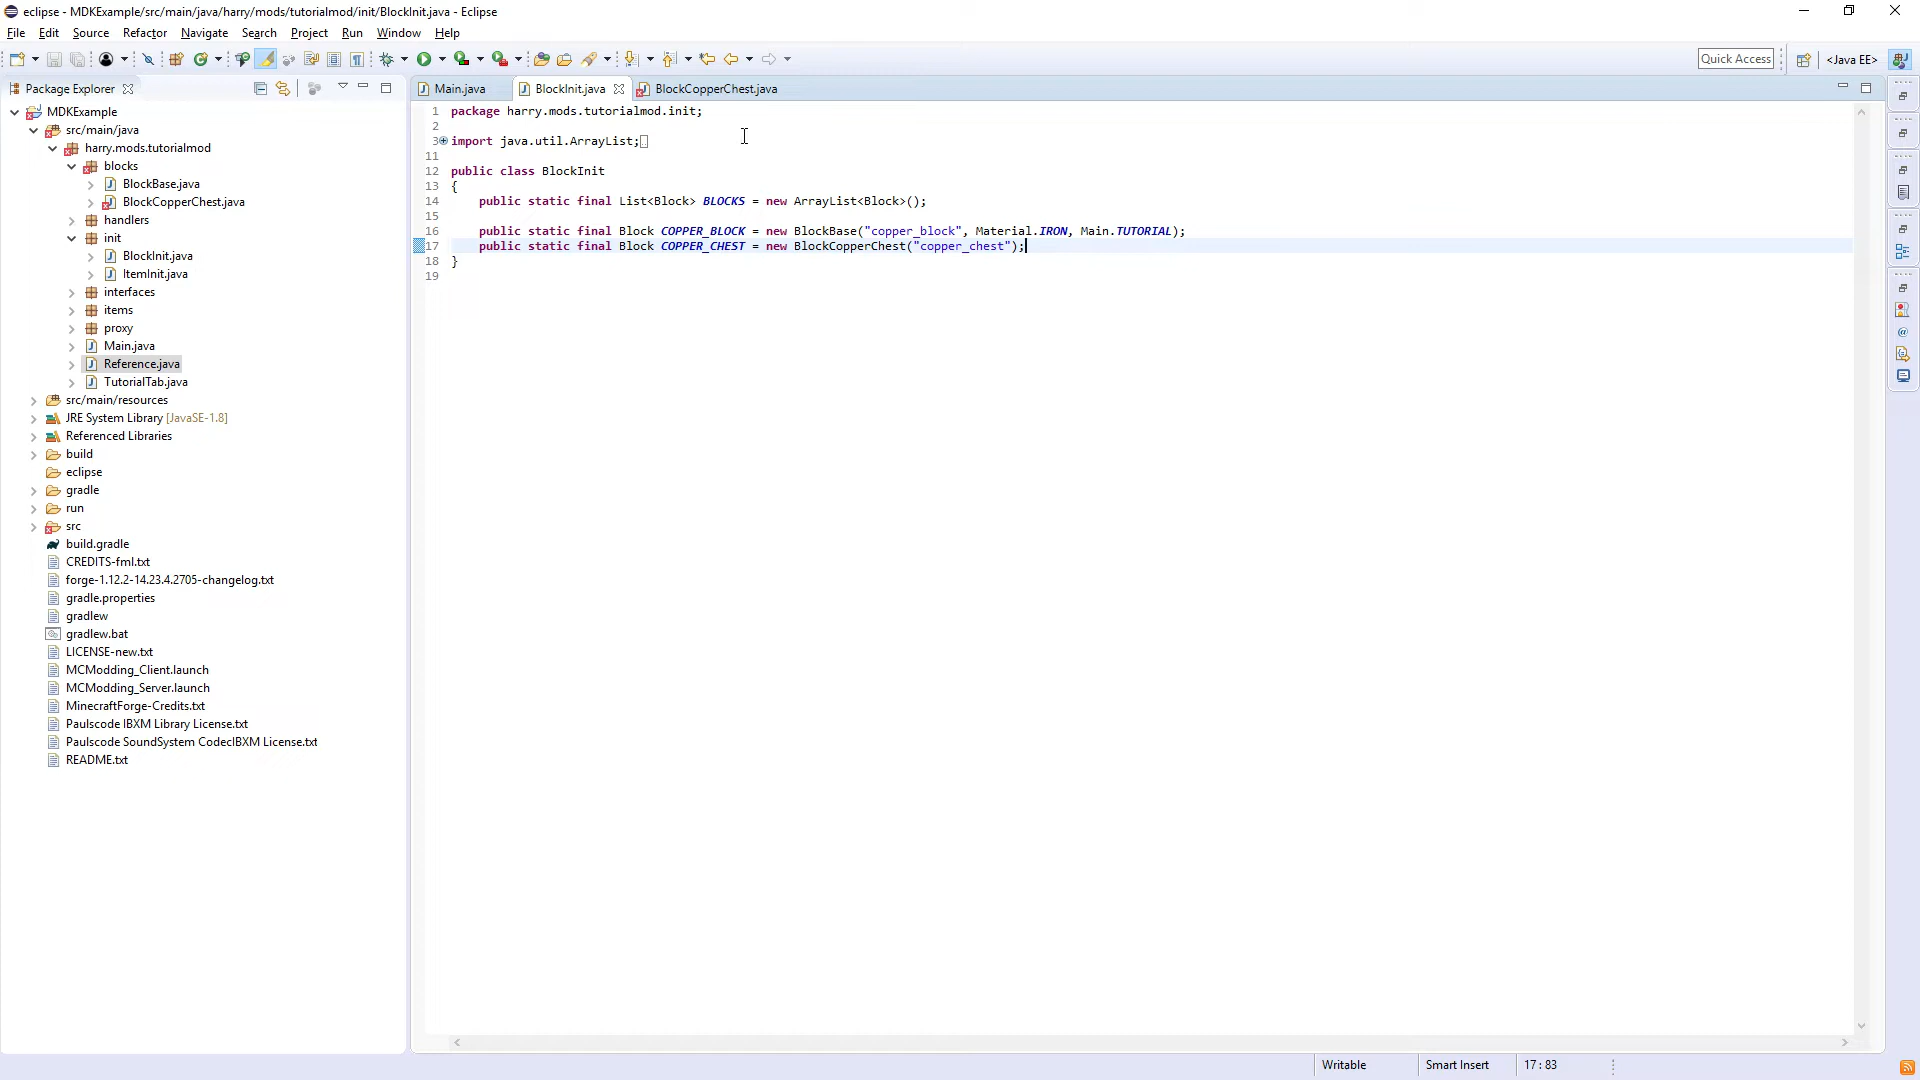 eclipse - MDKExample/src/main/java/harry/mods/tutorialmod/init/BlockInit.java - Eclipse
File Edit Source Refactor Navigate Search Project Run Window Help
Quick Access
<Java EE>
Package Explorer
MDKExample
src/main/java
harry.mods.tutorialmod
blocks
BlockBase.java
BlockCopperChest.java
handlers
init
BlockInit.java
ItemInit.java
interfaces
items
proxy
Main.java
Reference.java
TutorialTab.java
src/main/resources
JRE System Library [JavaSE-1.8]
Referenced Libraries
build
eclipse
gradle
run
src
build.gradle
CREDITS-fml.txt
forge-1.12.2-14.23.4.2705-changelog.txt
gradle.properties
gradlew
gradlew.bat
LICENSE-new.txt
MCModding_Client.launch
MCModding_Server.launch
MinecraftForge-Credits.txt
Paulscode IBXM Library License.txt
Paulscode SoundSystem CodecIBXM License.txt
README.txt
Main.java BlockInit.java BlockCopperChest.java
1 package harry.mods.tutorialmod.init;
2
3 import java.util.ArrayList;
11
12 public class BlockInit
13 {
14 public static final List<Block> BLOCKS = new ArrayList<Block>();
15
16 public static final Block COPPER_BLOCK = new BlockBase("copper_block", Material.IRON, Main.TUTORIAL);
17 public static final Block COPPER_CHEST = new BlockCopperChest("copper_chest");
18 }
19
Writable Smart Insert 17 : 83